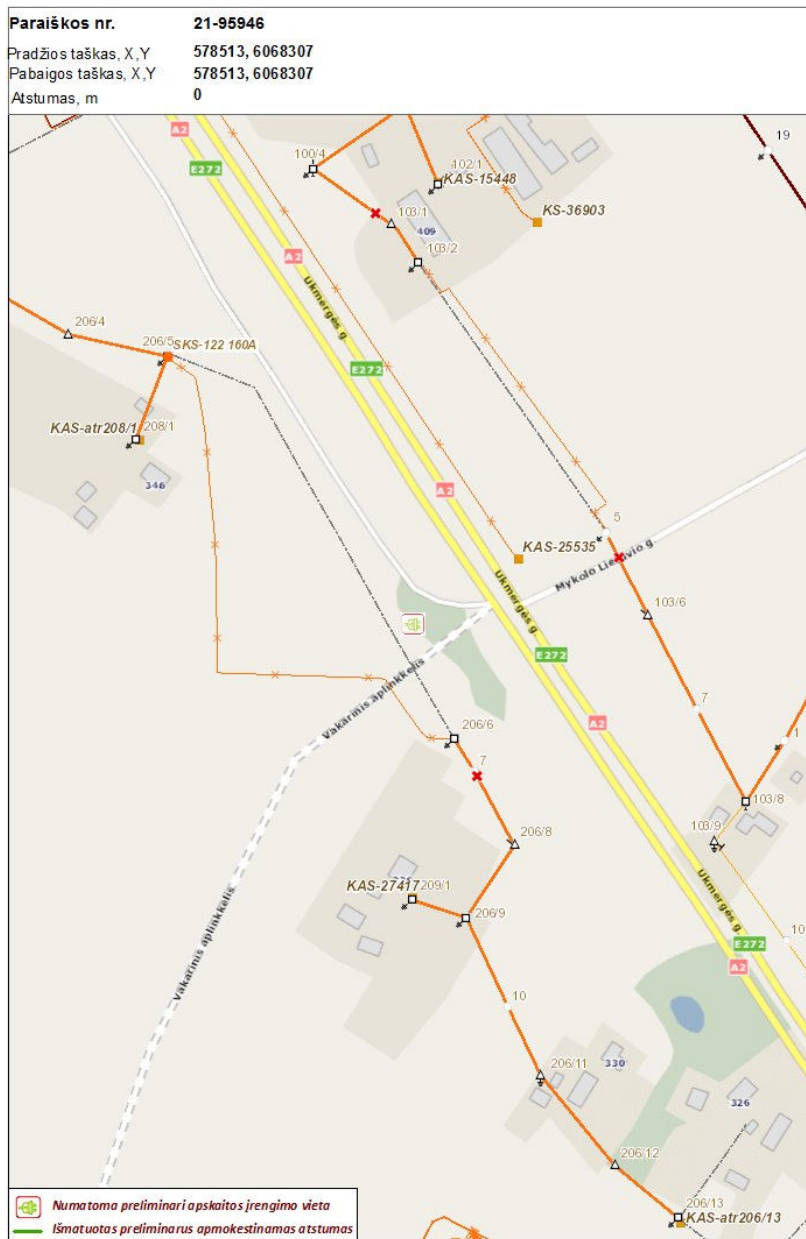 Paraiškos nr. 21-95946
Pradžios taškas, X,Y 578513, 6068307
Pabaigos taškas, X,Y 578513, 6068307
Atstumas, m 0
A2
19
100/4
102/1
KAS-15448
E272
103/1
KS-36903
409
103/2
A2
Ukmergės g.
206/4
206/5
SKS-122 160A
E272
KAS-atr208/1
208/1
346
A2
5
KAS-25535
Mykolo Lietuvio g
Ukmergės g.
103/6
E272
Vakarinis aplinkkelis
7
A2
1
206/6
7
103/8
103/9
206/8
KAS-27417
209/1
206/9
Ukmergės g.
E272
10
A2
Vakarinis aplinkkelis
10
206/11
330
326
206/12
206/13
KAS-atr206/13
Numatoma preliminari apskaitos įrengimo vieta
Išmatuotas preliminarus apmokestinamas atstumas